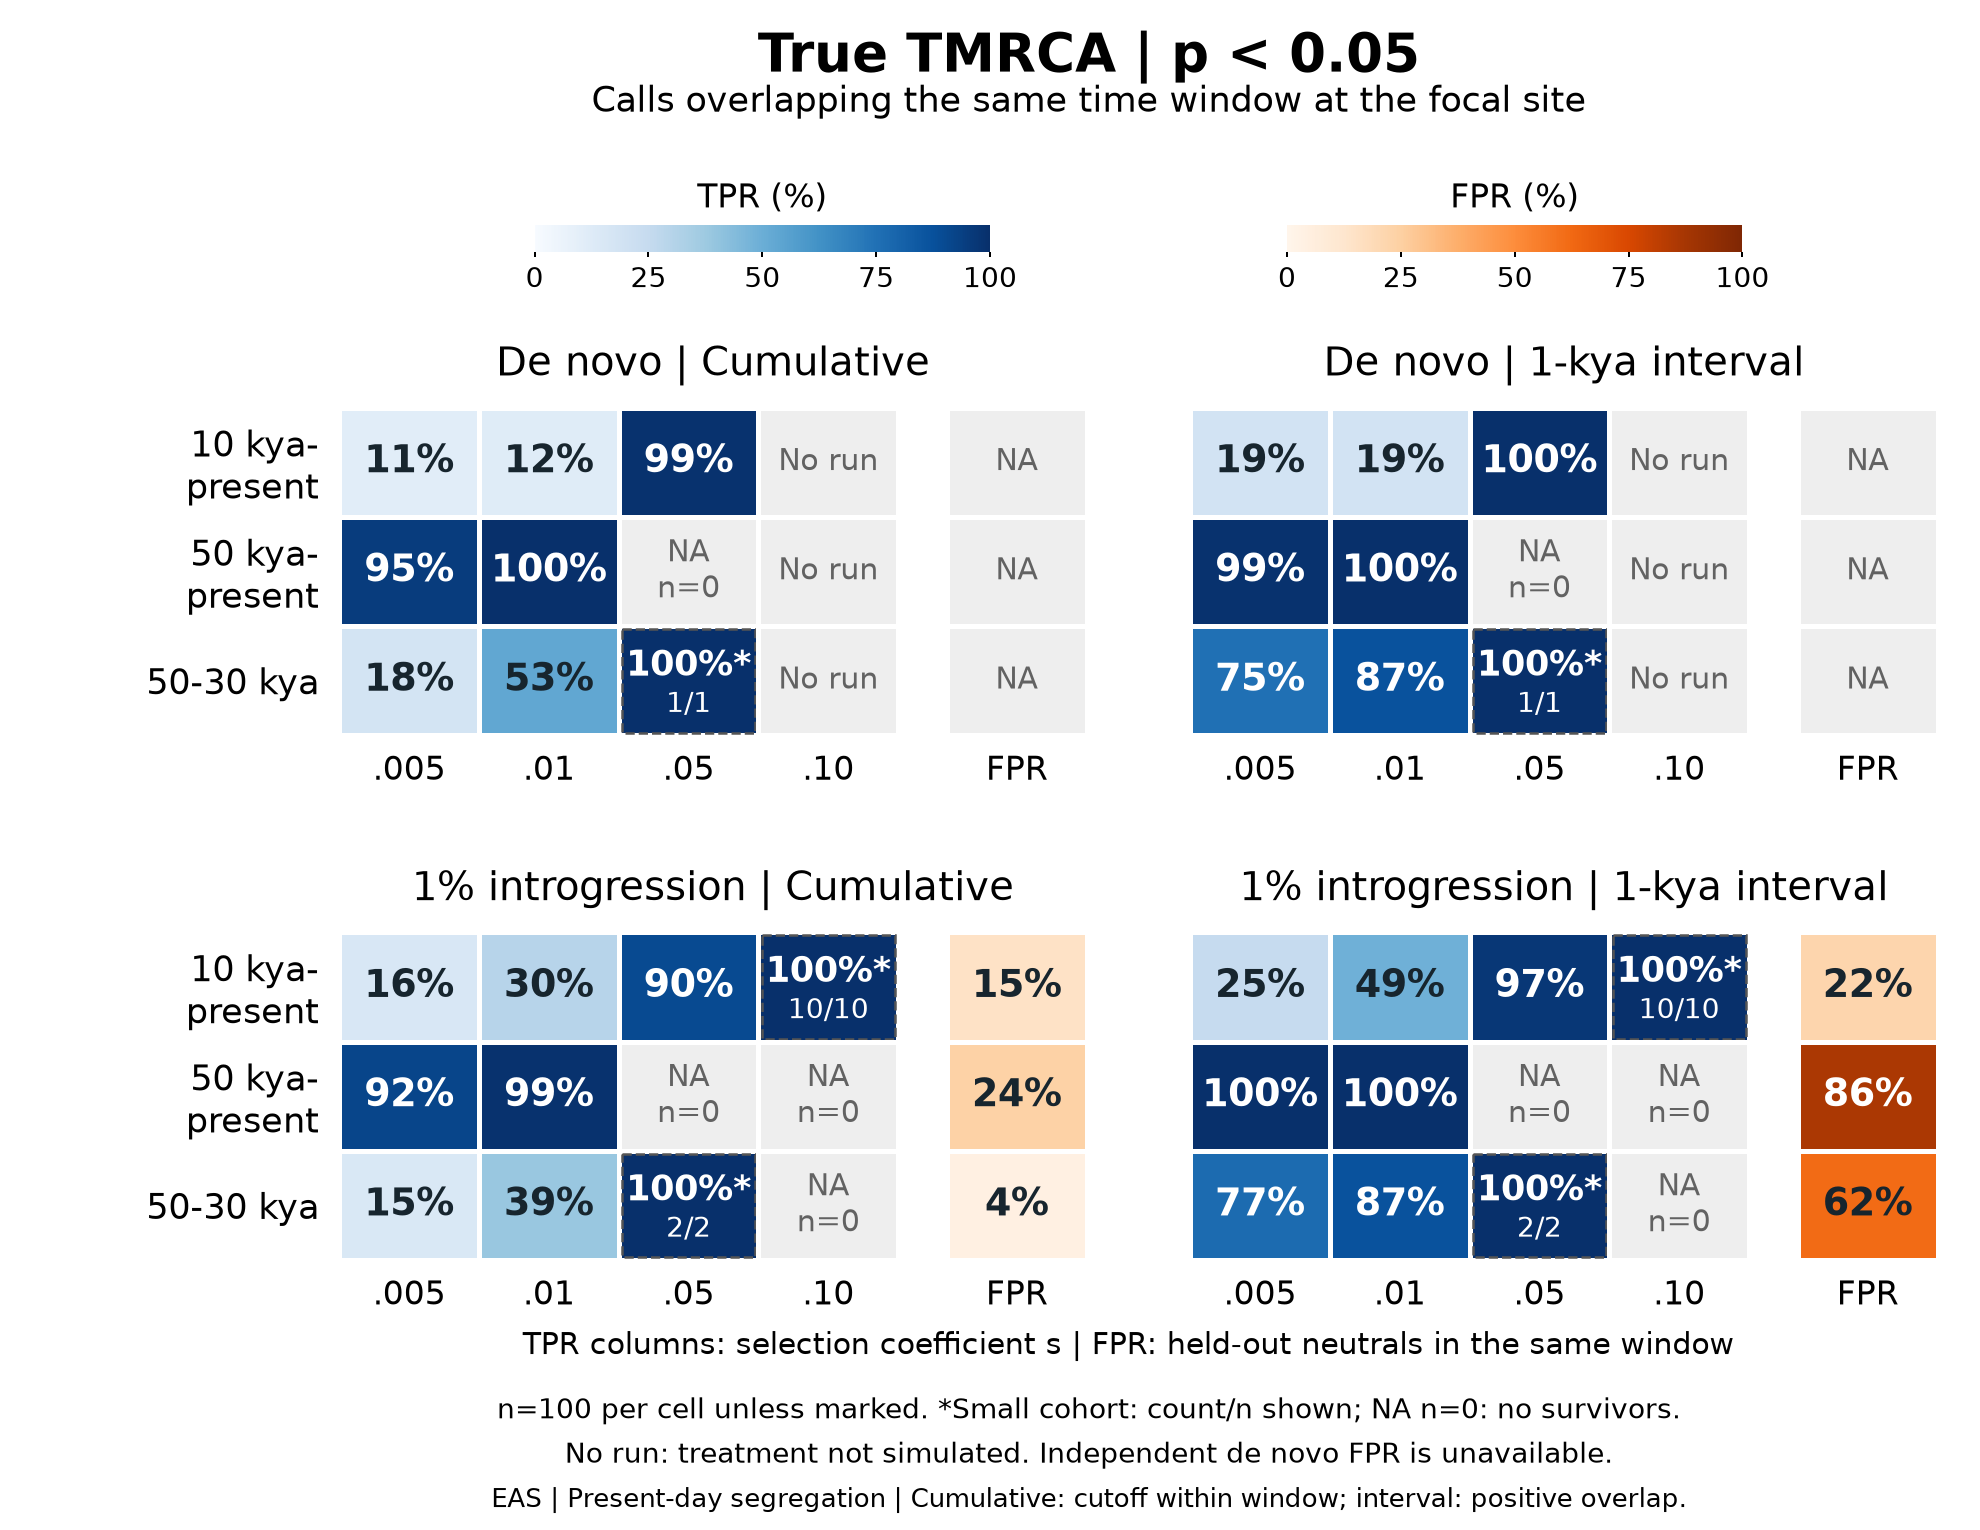 True TMRCA | p < 0.05
Calls overlapping the same time window at the focal site
TPR (%)
0 25 50 75 100
FPR (%)
0 25 50 75 100
De novo | Cumulative
10 kya-
present
11% 12% 99% No run NA
50 kya-
present
95% 100% NA
n=0 No run NA
50-30 kya
18% 53% 100%*
1/1 No run NA
.005 .01 .05 .10 FPR
De novo | 1-kya interval
19% 19% 100% No run NA
99% 100% NA
n=0 No run NA
75% 87% 100%*
1/1 No run NA
.005 .01 .05 .10 FPR
1% introgression | Cumulative
10 kya-
present
16% 30% 90% 100%*
10/10 15%
50 kya-
present
92% 99% NA
n=0 NA
n=0 24%
50-30 kya
15% 39% 100%*
2/2 NA
n=0 4%
.005 .01 .05 .10 FPR
1% introgression | 1-kya interval
25% 49% 97% 100%*
10/10 22%
100% 100% NA
n=0 NA
n=0 86%
77% 87% 100%*
2/2 NA
n=0 62%
.005 .01 .05 .10 FPR
TPR columns: selection coefficient s | FPR: held-out neutrals in the same window
n=100 per cell unless marked. *Small cohort: count/n shown; NA n=0: no survivors.
No run: treatment not simulated. Independent de novo FPR is unavailable.
EAS | Present-day segregation | Cumulative: cutoff within window; interval: positive overlap.